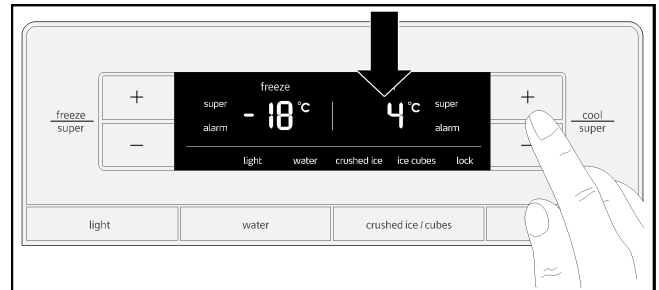 freeze
super
+
−
freeze
super -18°C
alarm
4°C super
alarm
light water crushed ice ice cubes lock
+
−
cool
super
light
water
crushed ice / cubes